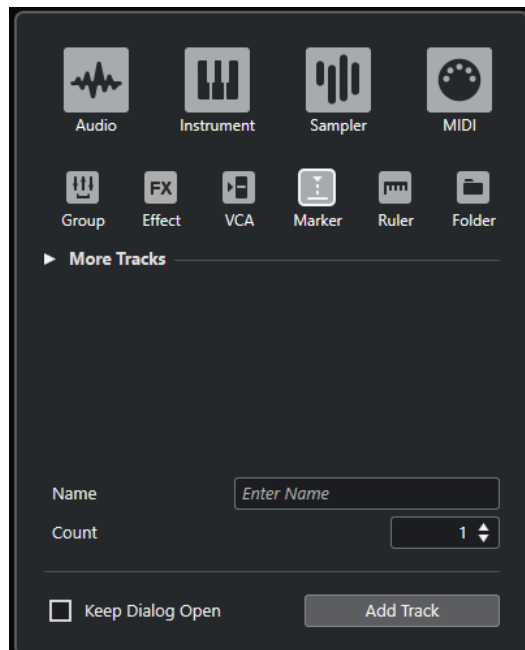 Audio Instrument Sampler MIDI
FX
Group Effect VCA Marker Ruler Folder
More Tracks
Name Enter Name
Count 1
Keep Dialog Open Add Track